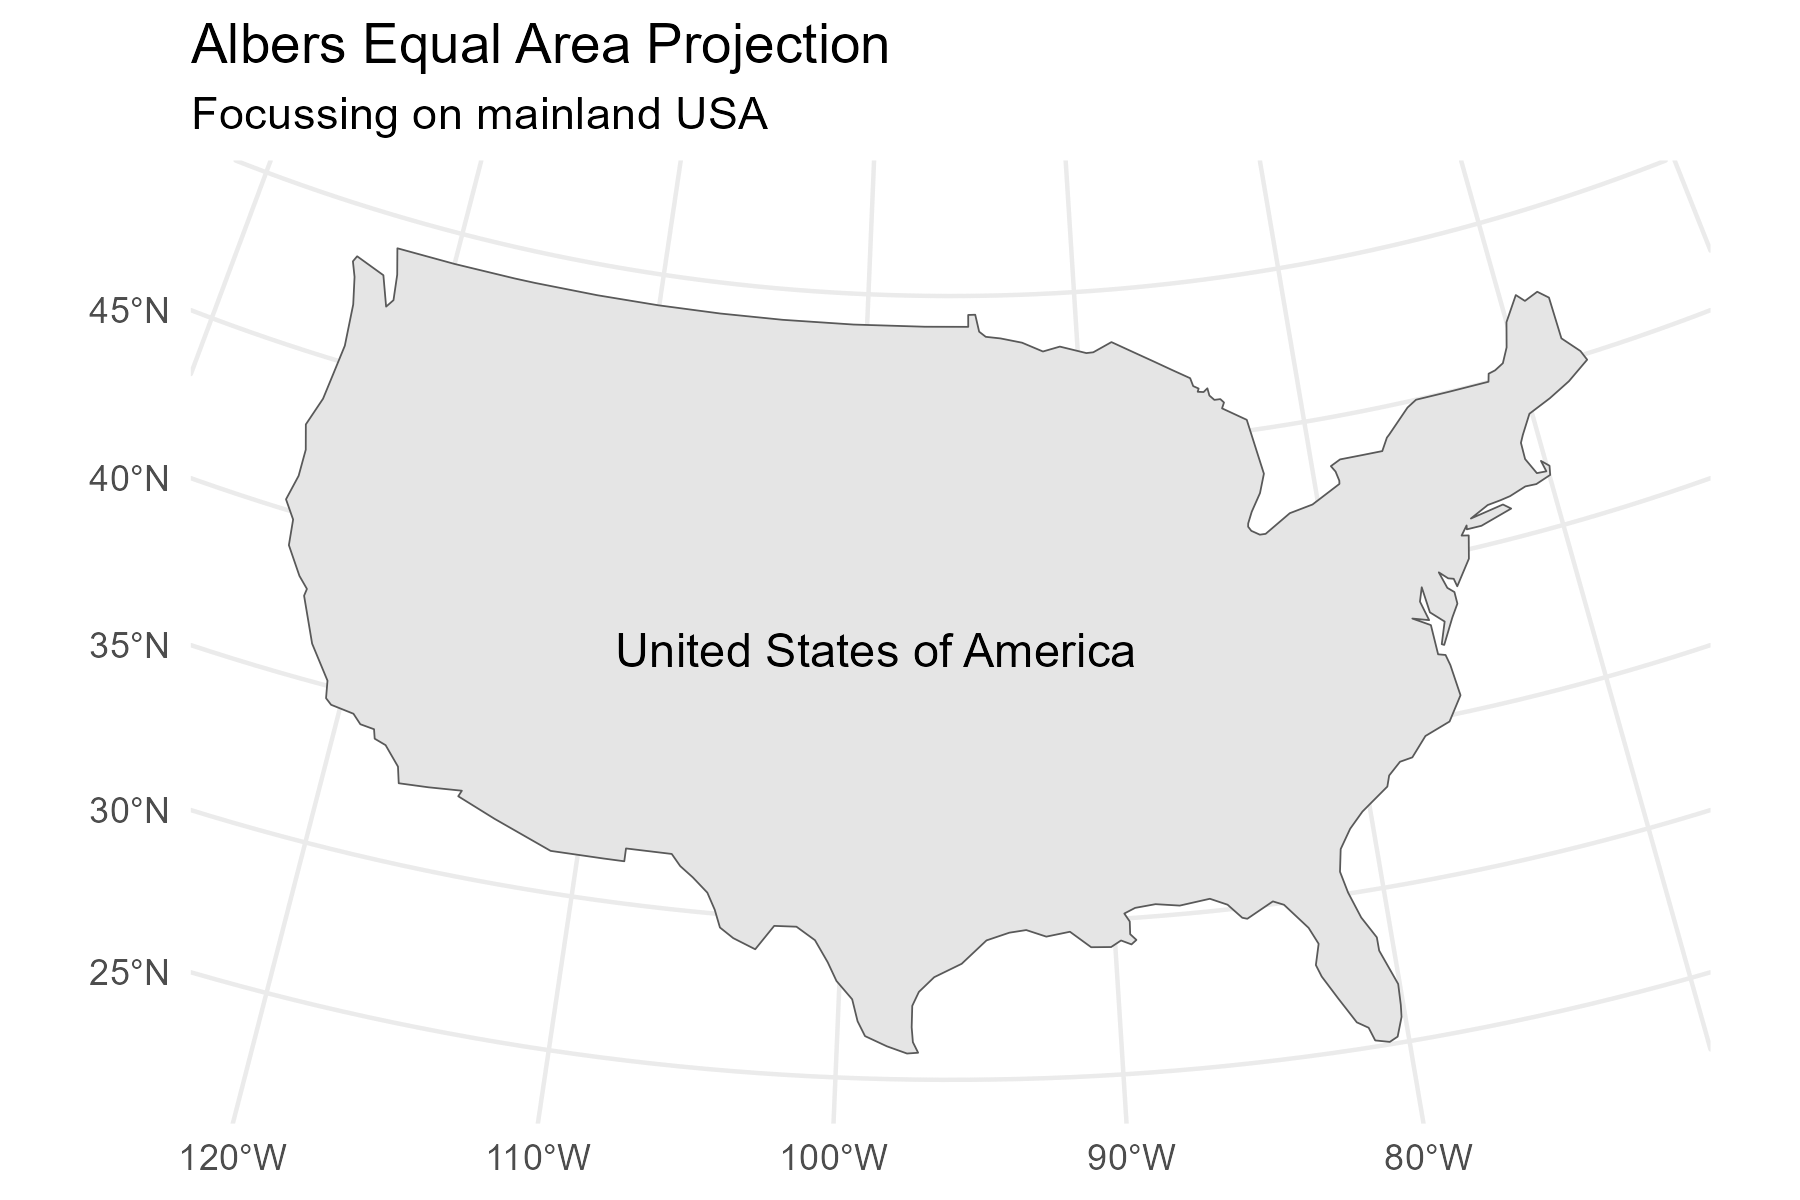 Albers Equal Area Projection
Focussing on mainland USA
45°N
40°N
35°N
United States of America
30°N
25°N
120°W 110°W 100°W 90°W 80°W